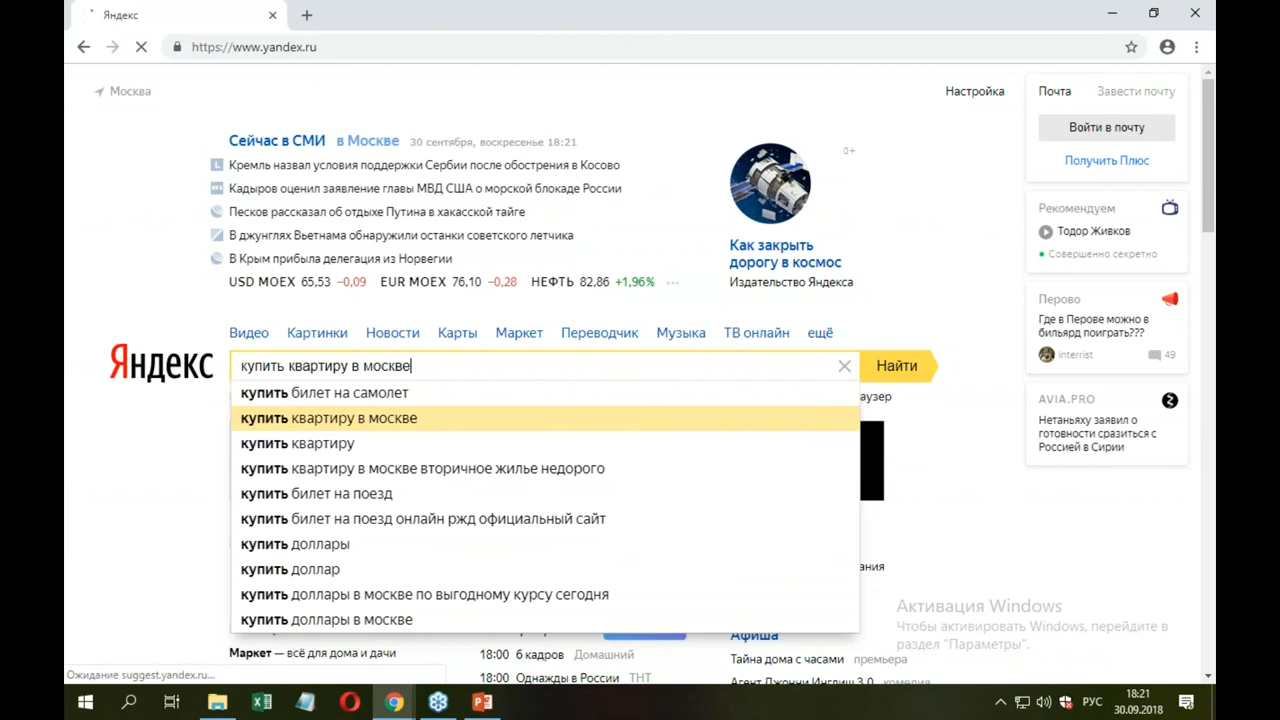 Яндекс
https://www.yandex.ru
Москва
Настройка
Почта
Завести почту
Войти в почту
Получить Плюс
Сейчас в СМИ в Москве 30 сентября, воскресенье 18:21
Кремль назвал условия поддержки Сербии после обострения в Косово
Кадыров оценил заявление главы МВД США о морской блокаде России
Песков рассказал об отдыхе Путина в хакасской тайге
В джунглях Вьетнама обнаружили останки советского летчика
В Крым прибыла делегация из Норвегии
USD MOEX 65,53 −0,09 EUR MOEX 76,10 −0,28 НЕФТЬ 82,86 +1,96% ···
0+
Как закрыть
дорогу в космос
Издательство Яндекса
Рекомендуем
Тодор Живков
Совершенно секретно
Перово
Где в Перове можно в
бильярд поиграть???
interrist 49
AVIA.PRO
Нетаньяху заявил о
готовности сразиться с
Россией в Сирии
Видео Картинки Новости Карты Маркет Переводчик Музыка ТВ онлайн ещё
Яндекс
купить квартиру в москве
Найти
купить билет на самолет
купить квартиру в москве
купить квартиру
купить квартиру в москве вторичное жилье недорого
купить билет на поезд
купить билет на поезд онлайн ржд официальный сайт
купить доллары
купить доллар
купить доллары в москве по выгодному курсу сегодня
купить доллары в москве
аузер
ания
Маркет — всё для дома и дачи
18:00 6 кадров Домашний
18:00 Однажды в России ТНТ
Афиша
Тайна дома с часами премьера
Агент Джонни Инглиш 3.0 комедия
Активация Windows
Чтобы активировать Windows, перейдите в
раздел "Параметры".
Ожидание suggest.yandex.ru...
РУС
18:21
30.09.2018